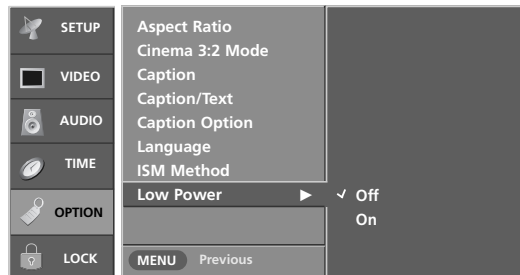 SETUP
VIDEO
AUDIO
TIME
OPTION
LOCK
Aspect Ratio
Cinema 3:2 Mode
Caption
Caption/Text
Caption Option
Language
ISM Method
Low Power ► ✓ Off
On
MENU Previous